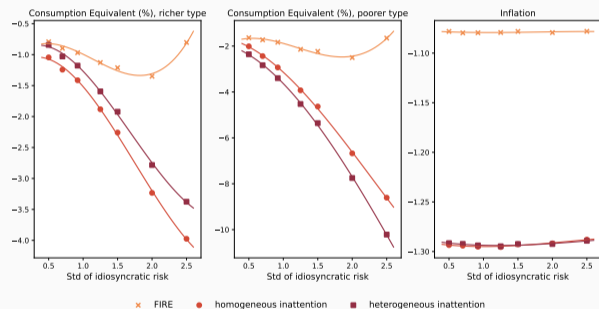 Consumption Equivalent (%), richer type
Consumption Equivalent (%), poorer type
Inflation
−0.5
−1.0
−1.5
−2.0
−2.5
−3.0
−3.5
−4.0
0.5 1.0 1.5 2.0 2.5
Std of idiosyncratic risk
−2
−4
−6
−8
−10
0.5 1.0 1.5 2.0 2.5
Std of idiosyncratic risk
−1.10
−1.15
−1.20
−1.25
−1.30
0.5 1.0 1.5 2.0 2.5
Std of idiosyncratic risk
FIRE homogeneous inattention heterogeneous inattention